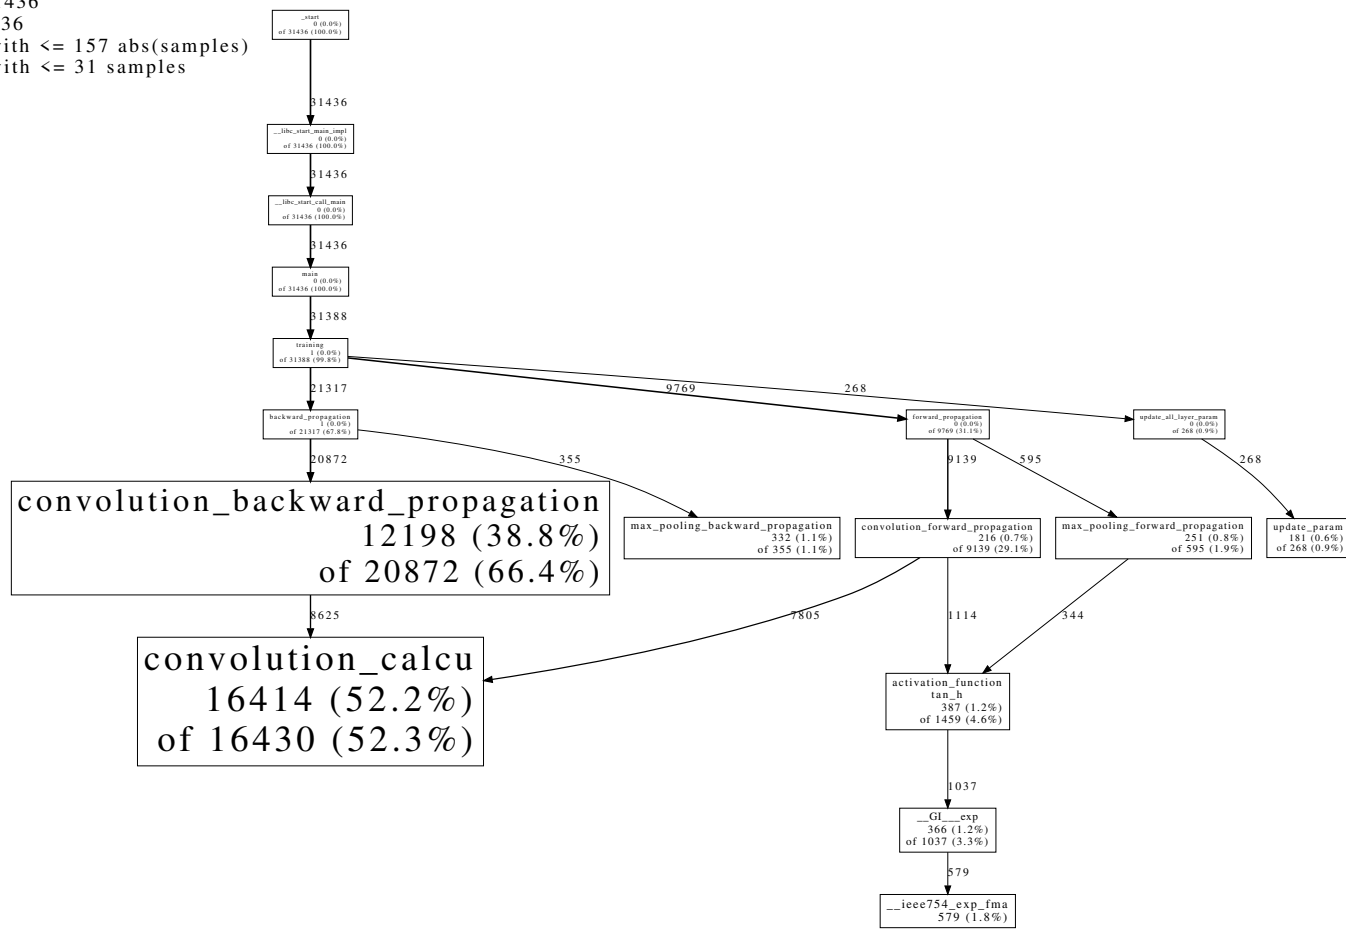 1436
36
ith <= 157 abs(samples)
ith <= 31 samples
_start
0 (0.0%)
of 31436 (100.0%)
31436
__libc_start_main_impl
0 (0.0%)
of 31436 (100.0%)
31436
__libc_start_call_main
0 (0.0%)
of 31436 (100.0%)
31436
main
0 (0.0%)
of 31436 (100.0%)
31388
training
1 (0.0%)
of 31388 (99.8%)
21317
9769
268
backward_propagation
1 (0.0%)
of 21317 (67.8%)
forward_propagation
0 (0.0%)
of 9769 (31.1%)
update_all_layer_param
0 (0.0%)
of 268 (0.9%)
20872
355
9139
595
268
convolution_backward_propagation
12198 (38.8%)
of 20872 (66.4%)
max_pooling_backward_propagation
332 (1.1%)
of 355 (1.1%)
convolution_forward_propagation
216 (0.7%)
of 9139 (29.1%)
max_pooling_forward_propagation
251 (0.8%)
of 595 (1.9%)
update_param
181 (0.6%)
of 268 (0.9%)
8625
7805
1114
344
convolution_calcu
16414 (52.2%)
of 16430 (52.3%)
activation_function
tan_h
387 (1.2%)
of 1459 (4.6%)
1037
__GI___exp
366 (1.2%)
of 1037 (3.3%)
579
__ieee754_exp_fma
579 (1.8%)